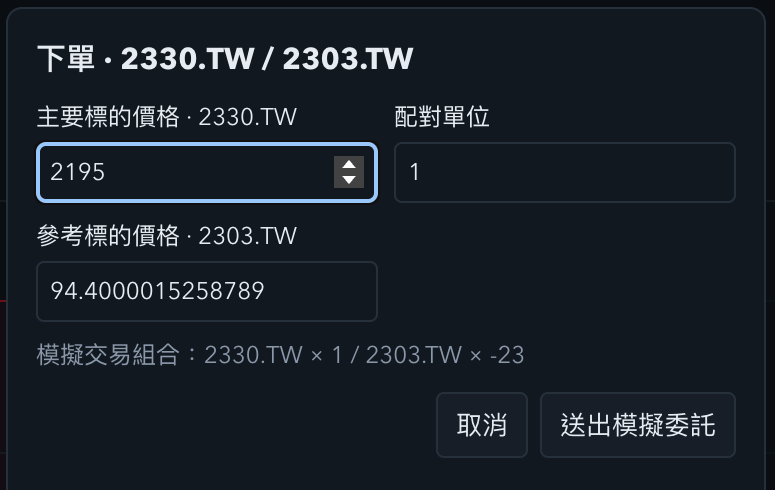 下單 · 2330.TW / 2303.TW
主要標的價格 · 2330.TW
配對單位
2195
1
參考標的價格 · 2303.TW
94.4000015258789
模擬交易組合：2330.TW × 1 / 2303.TW × -23
取消
送出模擬委託